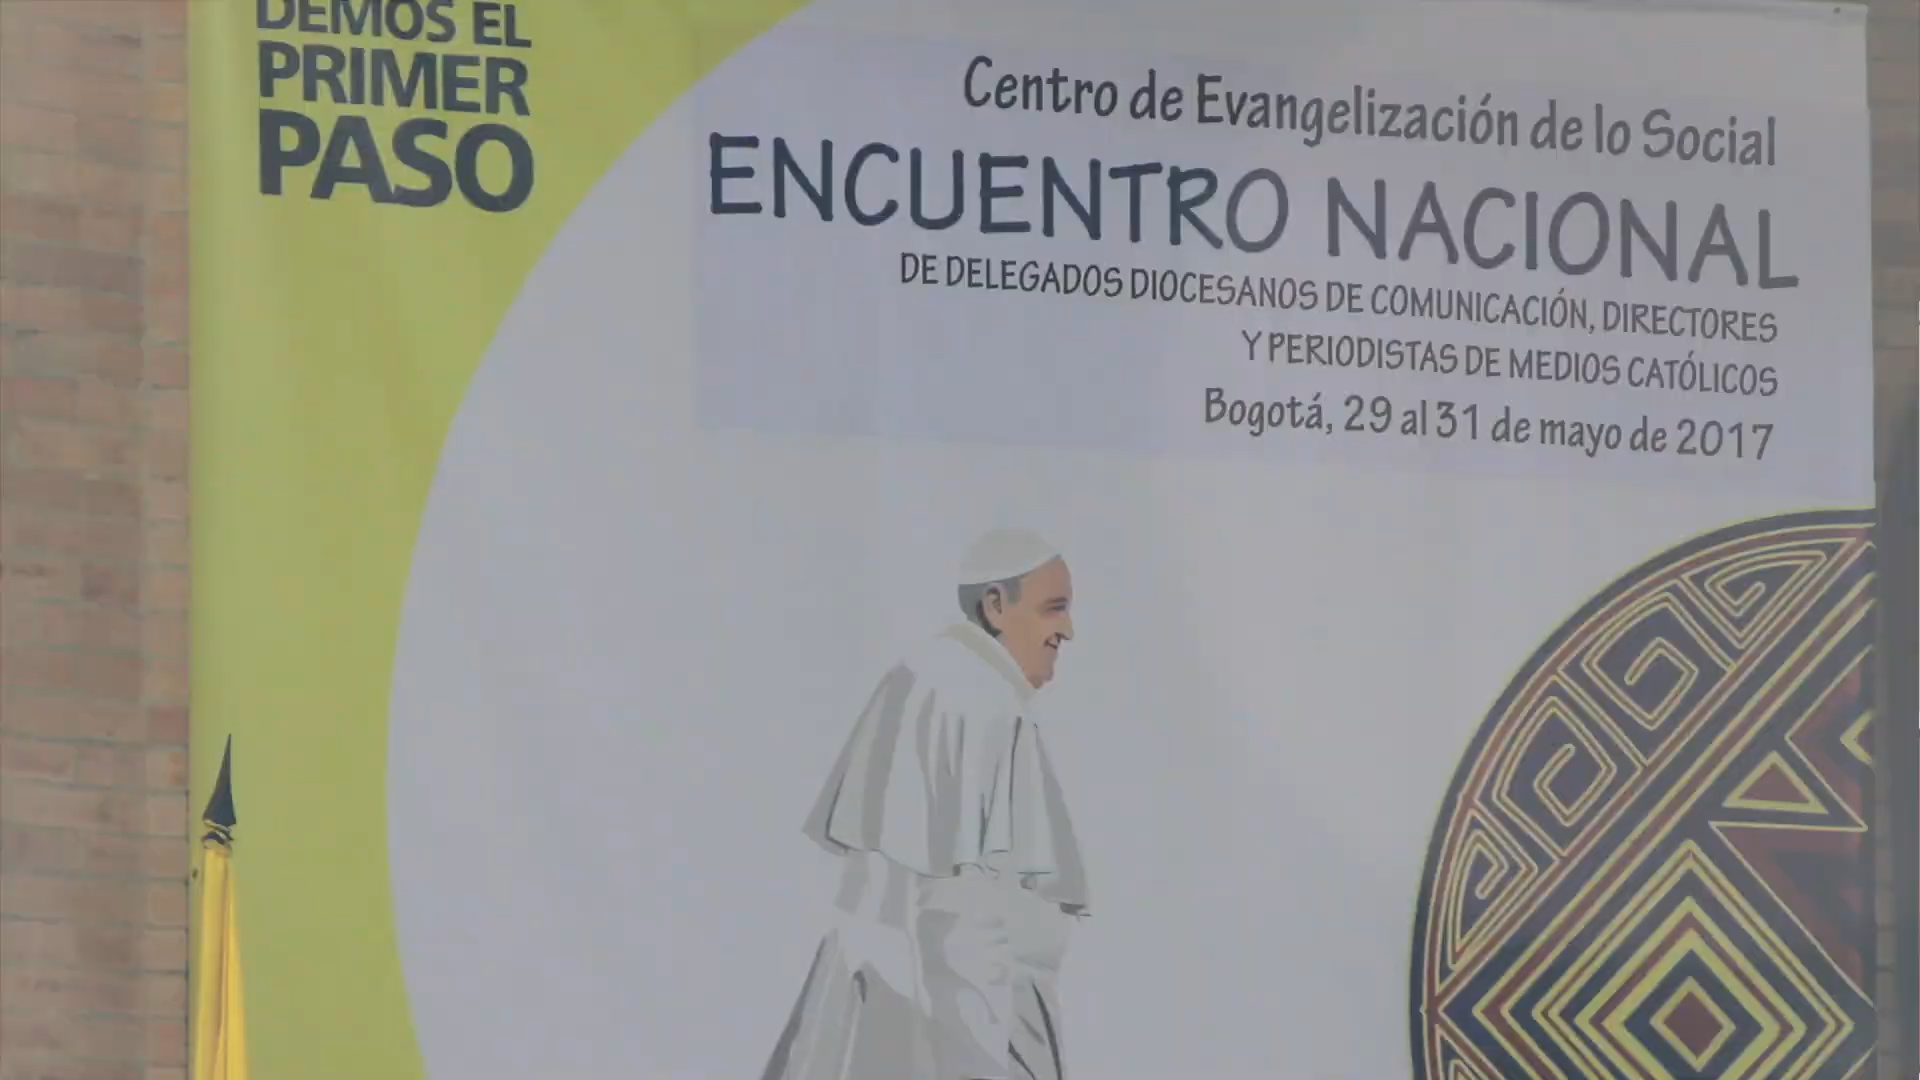 DEMOS EL
PRIMER
PASO
Centro de Evangelización de lo Social
ENCUENTRO NACIONAL
DE DELEGADOS DIOCESANOS DE COMUNICACIÓN, DIRECTORES
Y PERIODISTAS DE MEDIOS CATÓLICOS
Bogotá, 29 al 31 de mayo de 2017